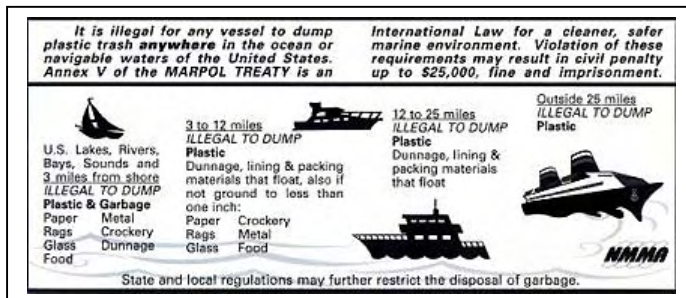 It is illegal for any vessel to dump
plastic trash anywhere in the ocean or
navigable waters of the United States.
Annex V of the MARPOL TREATY is an
International Law for a cleaner, safer
marine environment. Violation of these
requirements may result in civil penalty
up to $25,000, fine and imprisonment.
U.S. Lakes, Rivers,
Bays, Sounds and
3 miles from shore
ILLEGAL TO DUMP
Plastic & Garbage
Paper Metal
Rags Crockery
Glass Dunnage
Food
3 to 12 miles
ILLEGAL TO DUMP
Plastic
Dunnage, lining & packing
materials that float, also if
not ground to less than
one inch:
Paper Crockery
Rags Metal
Glass Food
12 to 25 miles
ILLEGAL TO DUMP
Plastic
Dunnage, lining &
packing materials
that float
Outside 25 miles
ILLEGAL TO DUMP
Plastic
NMMA
State and local regulations may further restrict the disposal of garbage.